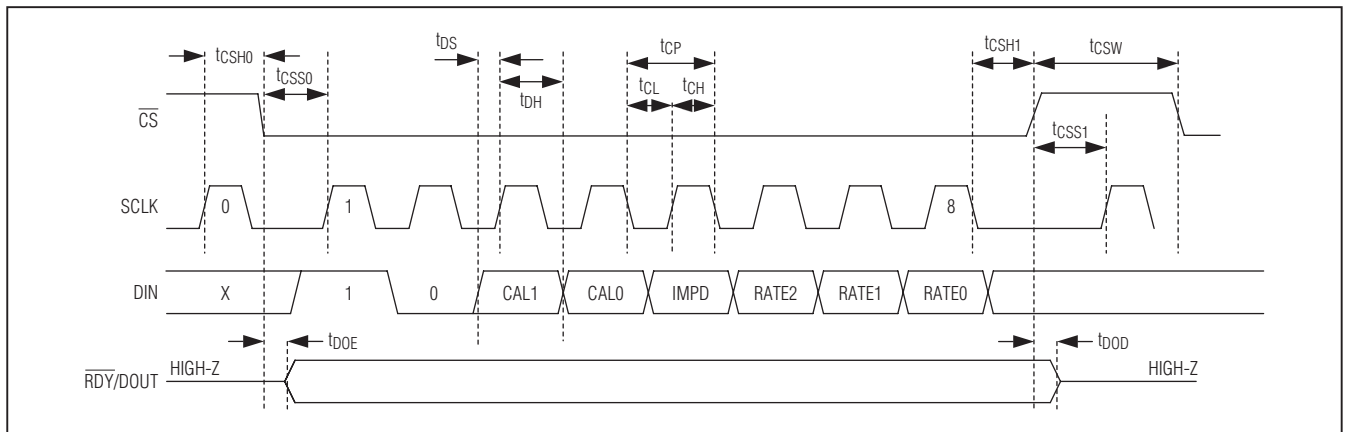 tCSH0
tCSS0
tDS
tDH
tCP
tCL
tCH
tCSH1
tCSW
tCSS1
CS
SCLK
0
1
8
DIN
X
1
0
CAL1
CAL0
IMPD
RATE2
RATE1
RATE0
tDOE
tDOD
RDY/DOUT
HIGH-Z
HIGH-Z